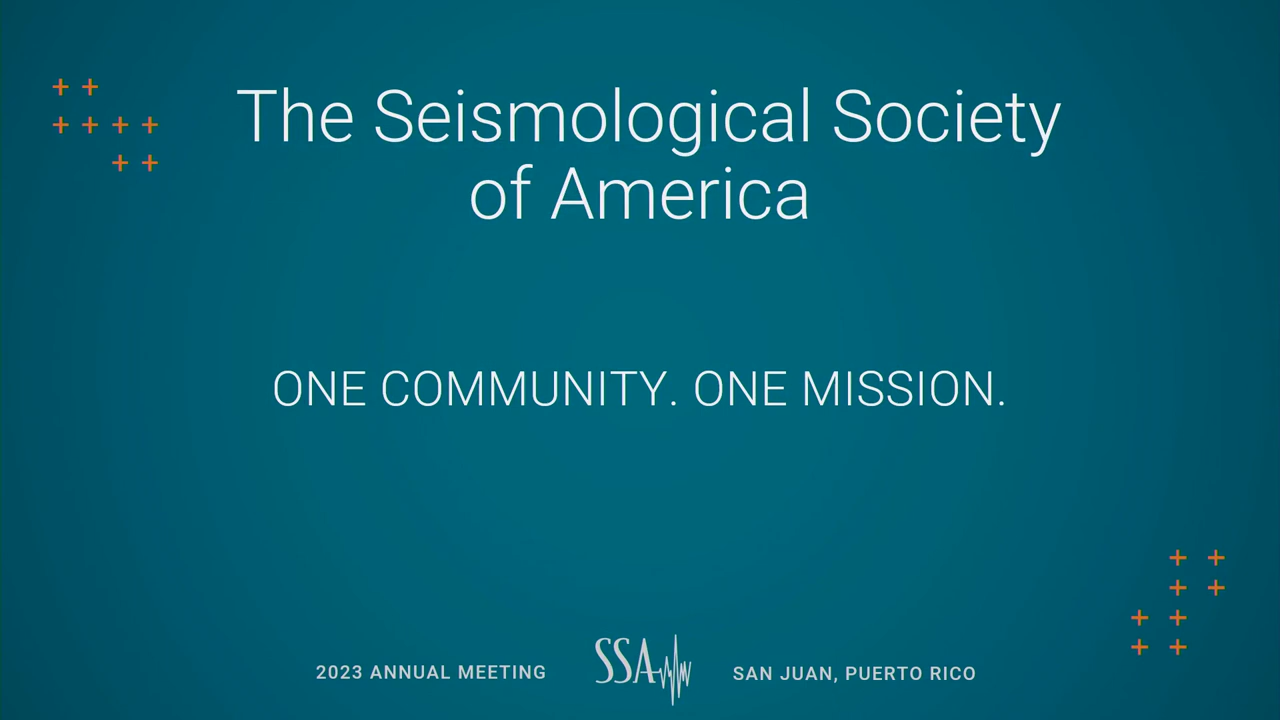 The Seismological Society
of America
ONE COMMUNITY. ONE MISSION.
2023 ANNUAL MEETING
SSA
SAN JUAN, PUERTO RICO